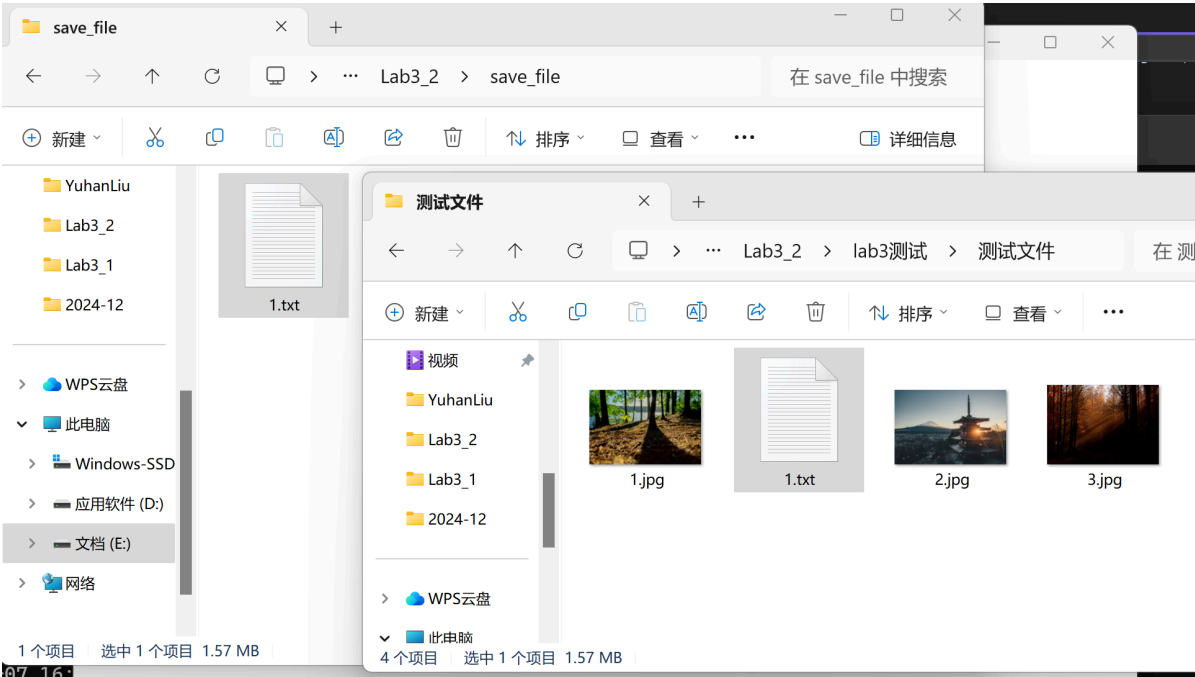 save_file
Lab3_2 save_file
在 save_file 中搜索
新建
排序
查看
详细信息
YuhanLiu
Lab3_2
Lab3_1
2024-12
WPS云盘
此电脑
Windows-SSD
应用软件 (D:)
文档 (E:)
网络
1.txt
1 个项目 选中 1 个项目 1.57 MB
测试文件
Lab3_2 lab3测试 测试文件
在 测
新建
排序
查看
视频
YuhanLiu
Lab3_2
Lab3_1
2024-12
WPS云盘
此电脑
1.jpg
1.txt
2.jpg
3.jpg
4 个项目 选中 1 个项目 1.57 MB